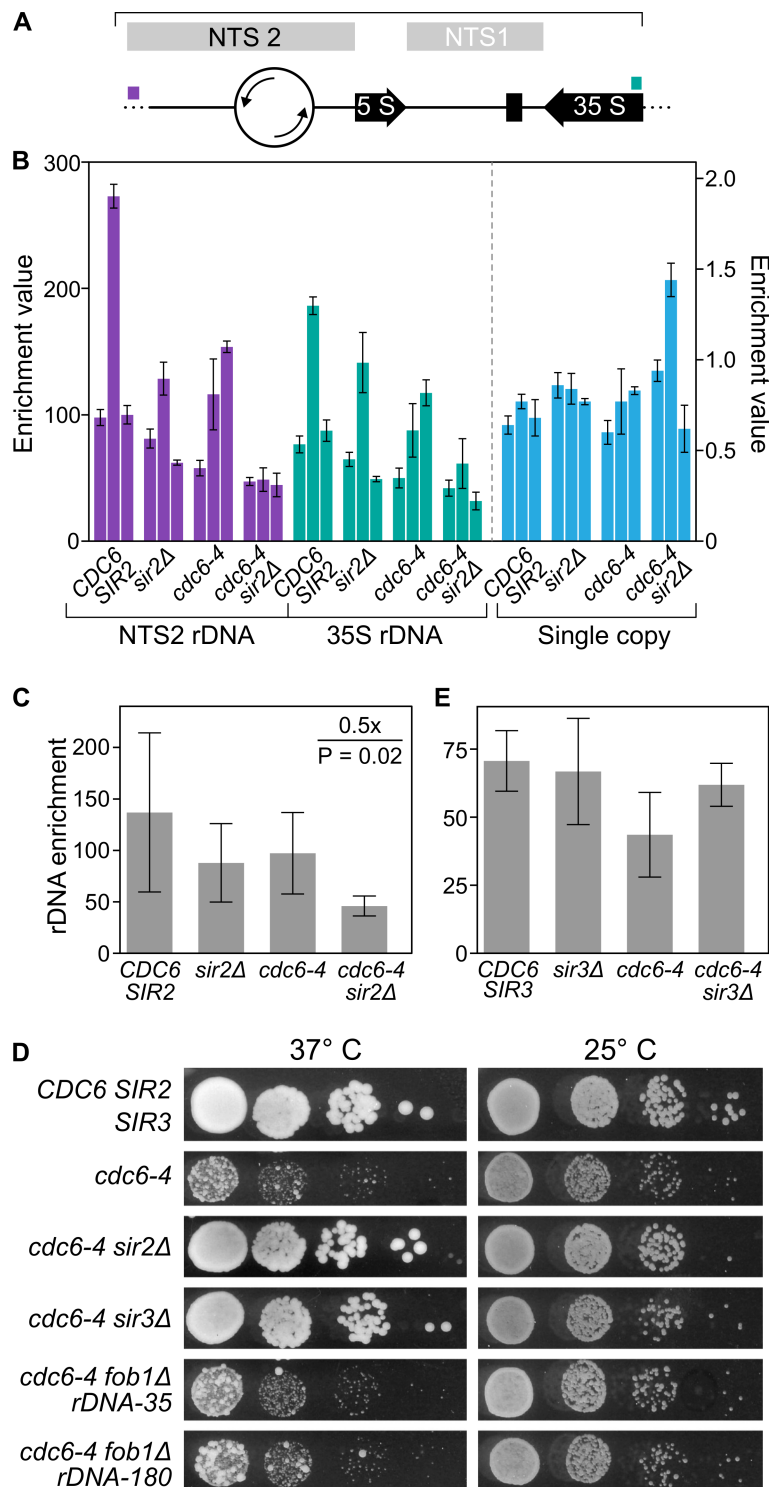 A
NTS 2
NTS1
5 S
35 S
B
300
200
100
0
Enrichment value
2.0
1.5
1.0
0.5
0
Enrichment value
CDC6
SIR2
sir2Δ
cdc6-4
cdc6-4
sir2Δ
CDC6
SIR2
sir2Δ
cdc6-4
cdc6-4
sir2Δ
CDC6
SIR2
sir2Δ
cdc6-4
cdc6-4
sir2Δ
NTS2 rDNA
35S rDNA
Single copy
C
200
150
100
50
0
rDNA enrichment
0.5x
P = 0.02
CDC6
SIR2
sir2Δ
cdc6-4
cdc6-4
sir2Δ
E
75
50
25
0
CDC6
SIR3
sir3Δ
cdc6-4
cdc6-4
sir3Δ
D
37° C
25° C
CDC6 SIR2
SIR3
cdc6-4
cdc6-4 sir2Δ
cdc6-4 sir3Δ
cdc6-4 fob1Δ
rDNA-35
cdc6-4 fob1Δ
rDNA-180